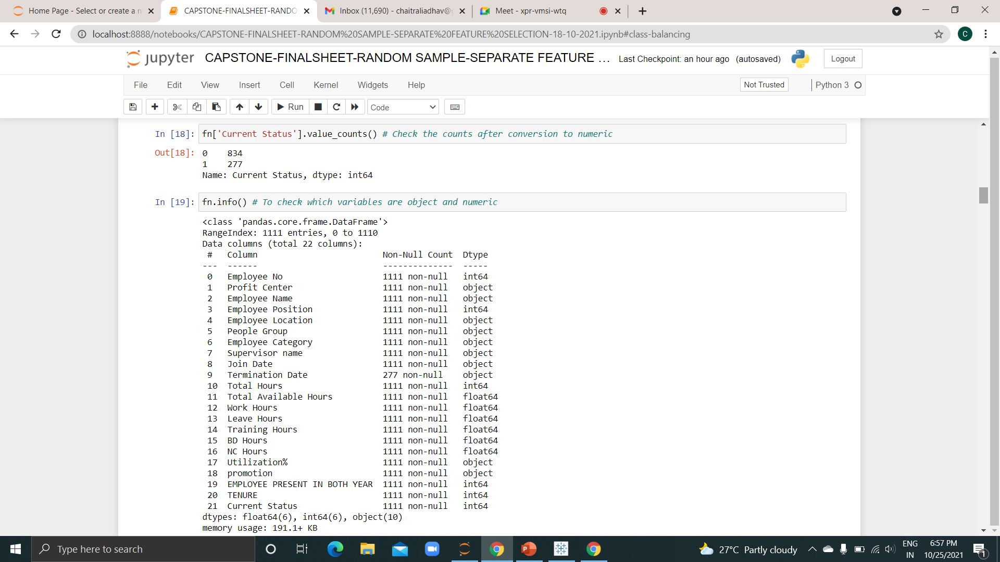 Home Page - Select or create a n
CAPSTONE-FINALSHEET-RANDO
Inbox (11,690) - chaitraliadhav@g
Meet - xpr-vmsi-wtq
localhost:8888/notebooks/CAPSTONE-FINALSHEET-RANDOM%20SAMPLE-SEPARATE%20FEATURE%20SELECTION-18-10-2021.ipynb#class-balancing
C
jupyter CAPSTONE-FINALSHEET-RANDOM SAMPLE-SEPARATE FEATURE ... Last Checkpoint: an hour ago (autosaved)
Logout
File Edit View Insert Cell Kernel Widgets Help
Not Trusted
Python 3
Run
Code
In [18]: fn['Current Status'].value_counts() # Check the counts after conversion to numeric
Out[18]: 0 834
1 277
Name: Current Status, dtype: int64
In [19]: fn.info() # To check which variables are object and numeric
<class 'pandas.core.frame.DataFrame'>
RangeIndex: 1111 entries, 0 to 1110
Data columns (total 22 columns):
# Column Non-Null Count Dtype
--- ------ -------------- -----
0 Employee No 1111 non-null int64
1 Profit Center 1111 non-null object
2 Employee Name 1111 non-null object
3 Employee Position 1111 non-null int64
4 Employee Location 1111 non-null object
5 People Group 1111 non-null object
6 Employee Category 1111 non-null object
7 Supervisor name 1111 non-null object
8 Join Date 1111 non-null object
9 Termination Date 277 non-null object
10 Total Hours 1111 non-null int64
11 Total Available Hours 1111 non-null float64
12 Work Hours 1111 non-null float64
13 Leave Hours 1111 non-null float64
14 Training Hours 1111 non-null float64
15 BD Hours 1111 non-null float64
16 NC Hours 1111 non-null float64
17 Utilization% 1111 non-null object
18 promotion 1111 non-null object
19 EMPLOYEE PRESENT IN BOTH YEAR 1111 non-null int64
20 TENURE 1111 non-null int64
21 Current Status 1111 non-null int64
dtypes: float64(6), int64(6), object(10)
memory usage: 191.1+ KB
Type here to search
27°C Partly cloudy
ENG
IN
6:57 PM
10/25/2021
1